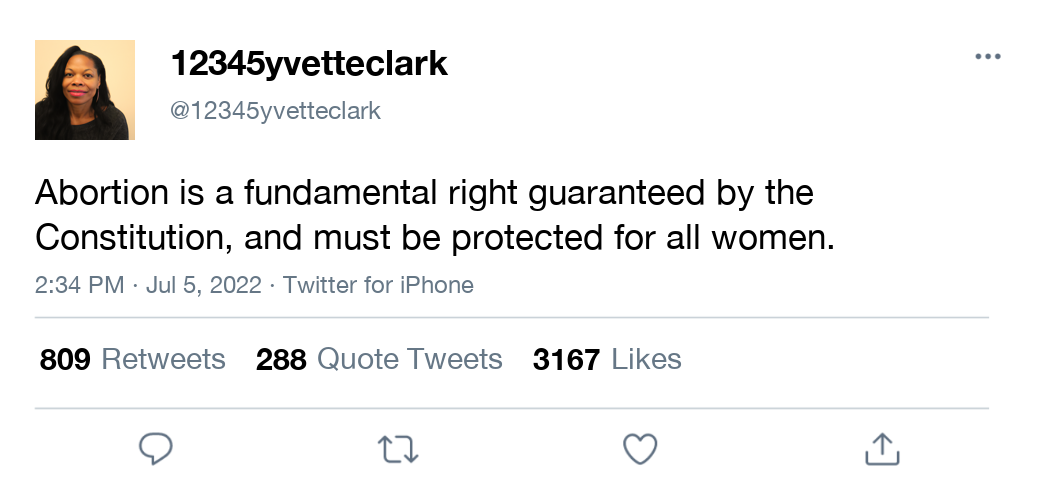 12345yvetteclark
@12345yvetteclark
Abortion is a fundamental right guaranteed by the
Constitution, and must be protected for all women.
2:34 PM · Jul 5, 2022 · Twitter for iPhone
809 Retweets 288 Quote Tweets 3167 Likes